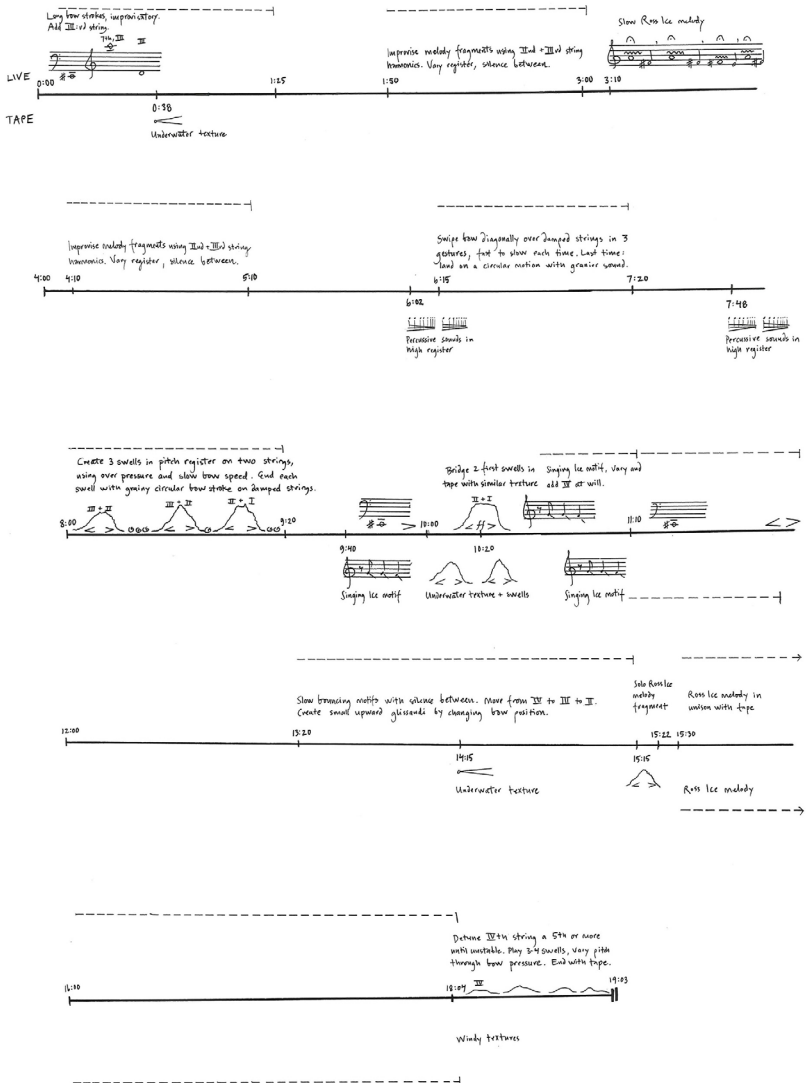 Long bow strokes, improvisatory.
Add III:rd string.
7th, III
III
Improvise melody fragments using IInd + IIIrd string
harmonics. Vary register, silence between.
Slow Ross Ice melody
LIVE
0:00
1:25
1:50
3:00
3:10
TAPE
0:38
Underwater texture
Improvise melody fragments using IInd + IIIrd string
harmonics. Vary register, silence between.
Swipe bow diagonally over damped strings in 3
gestures, fast to slow each time. Last time:
land on a circular motion with grainier sound.
4:00
4:10
5:10
6:15
7:20
6:02
7:48
Percussive sounds in
high register
Percussive sounds in
high register
Create 3 swells in pitch register on two strings,
using over pressure and slow bow speed. End each
swell with grainy circular bow stroke on damped strings.
Bridge 2 first swells in
tape with similar texture
Singing Ice motif, vary and
add IV at will.
III + II
III + II
II + I
II + I
8:00
9:20
10:00
ff
11:10
9:40
10:20
Singing Ice motif
Underwater texture + swells
Singing Ice motif
Slow bouncing motifs with silence between. Move from IV to III to II.
Create small upward glissandi by changing bow position.
Solo Ross Ice
melody
fragment
Ross Ice melody in
unison with tape
12:00
13:20
15:22
15:30
14:15
15:15
Underwater texture
Ross Ice melody
Detune IVth string a 5th or more
until unstable. Play 3-4 swells, vary pitch
through bow pressure. End with tape.
16:00
18:04
IV
19:03
Windy textures